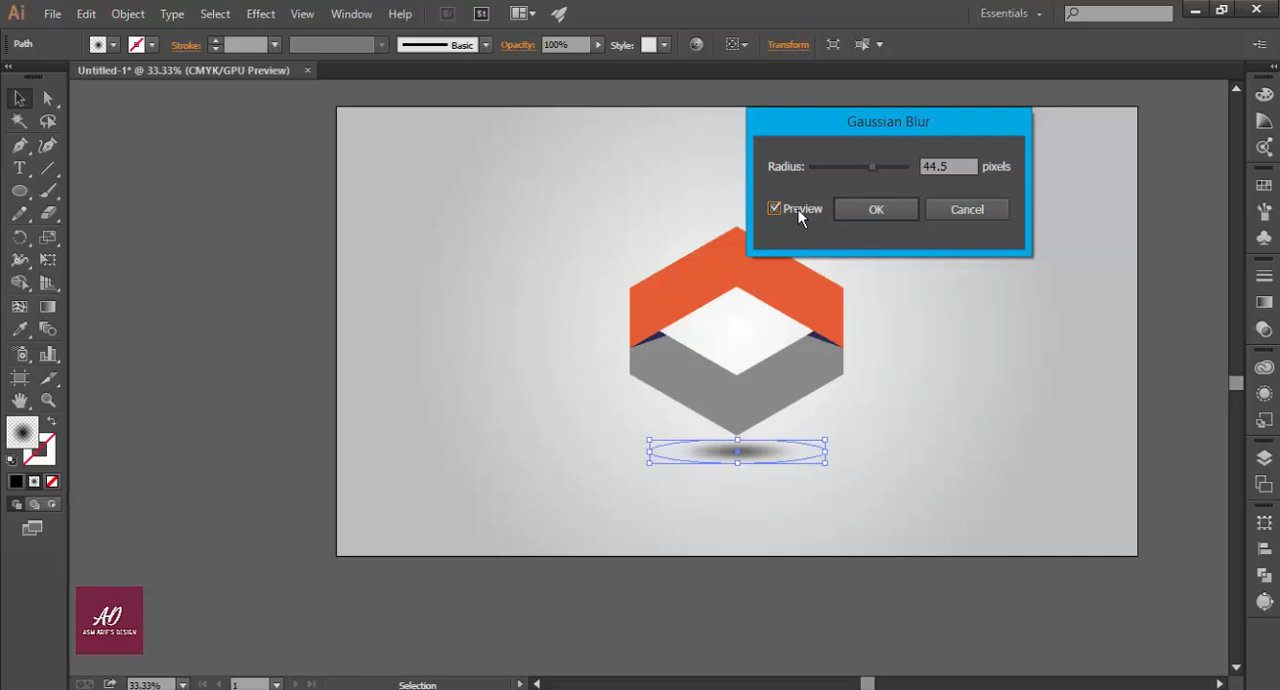 Ai File Edit Object Type Select Effect View Window Help Br St Essentials
Path Stroke: Basic Opacity: 100% Style: Transform
Untitled-1* @ 33.33% (CMYK/GPU Preview) ×
Gaussian Blur
Radius: 44.5 pixels
Preview OK Cancel
AD
ASM ARIF'S DESIGN
33.33% 1 Selection